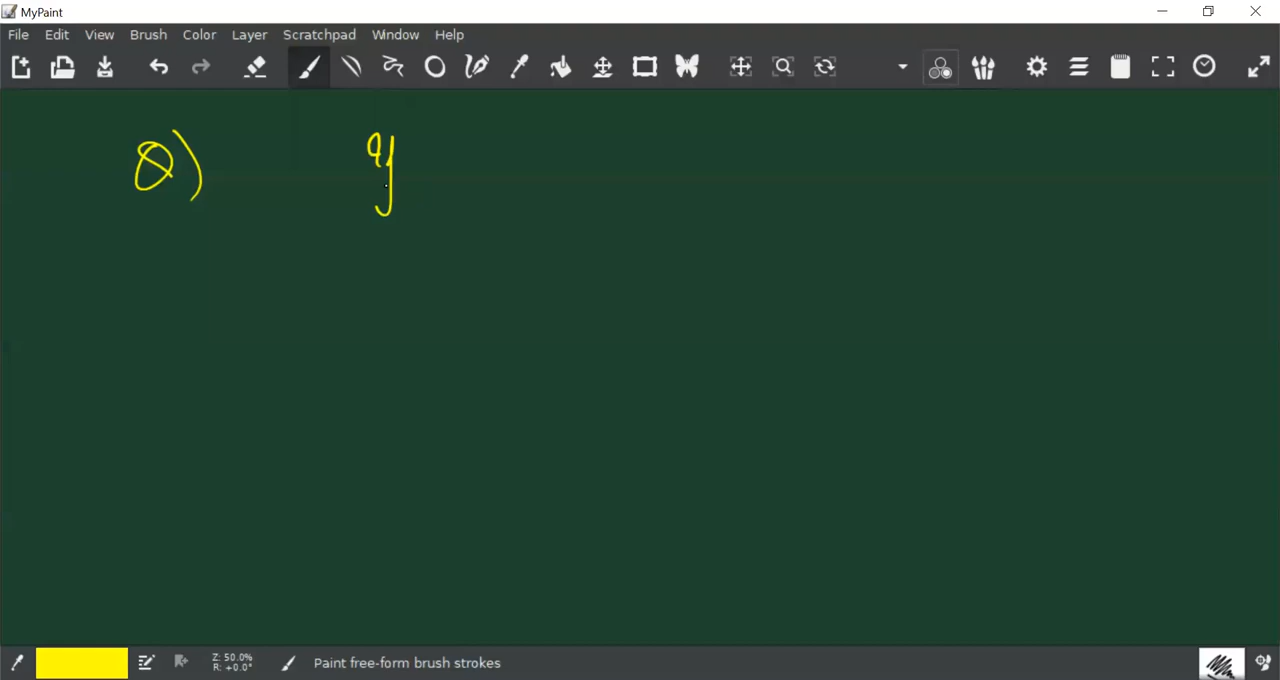 MyPaint
File Edit View Brush Color Layer Scratchpad Window Help
8)
Z: 50.0%
R: +0.0°
Paint free-form brush strokes